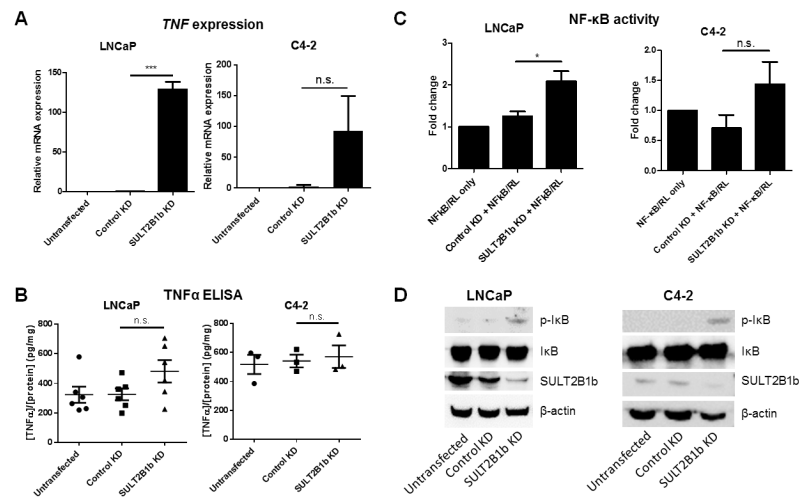 A
TNF expression
LNCaP
C4-2
***
n.s.
Relative mRNA expression
150
100
50
0
Untransfected
Control KD
SULT2B1b KD
Relative mRNA expression
200
150
100
50
0
Untransfected
Control KD
SULT2B1b KD
B
TNFα ELISA
LNCaP
C4-2
n.s.
n.s.
[TNFα]/[protein] (pg/mg)
800
600
400
200
0
Untransfected
Control KD
SULT2B1b KD
[TNFα]/[protein] (pg/mg)
800
600
400
200
0
Untransfected
Control KD
SULT2B1b KD
C
NF-κB activity
LNCaP
C4-2
*
n.s.
Fold change
4
3
2
1
0
NFkB/RL only
Control KD + NFkB/RL
SULT2B1b KD + NFkB/RL
Fold change
2.0
1.5
1.0
0.5
0.0
NF-κB/RL only
Control KD + NF-κB/RL
SULT2B1b KD + NF-κB/RL
D
LNCaP
C4-2
p-IκB
IκB
SULT2B1b
β-actin
Untransfected
Control KD
SULT2B1b KD
p-IκB
IκB
SULT2B1b
β-actin
Untransfected
Control KD
SULT2B1b KD